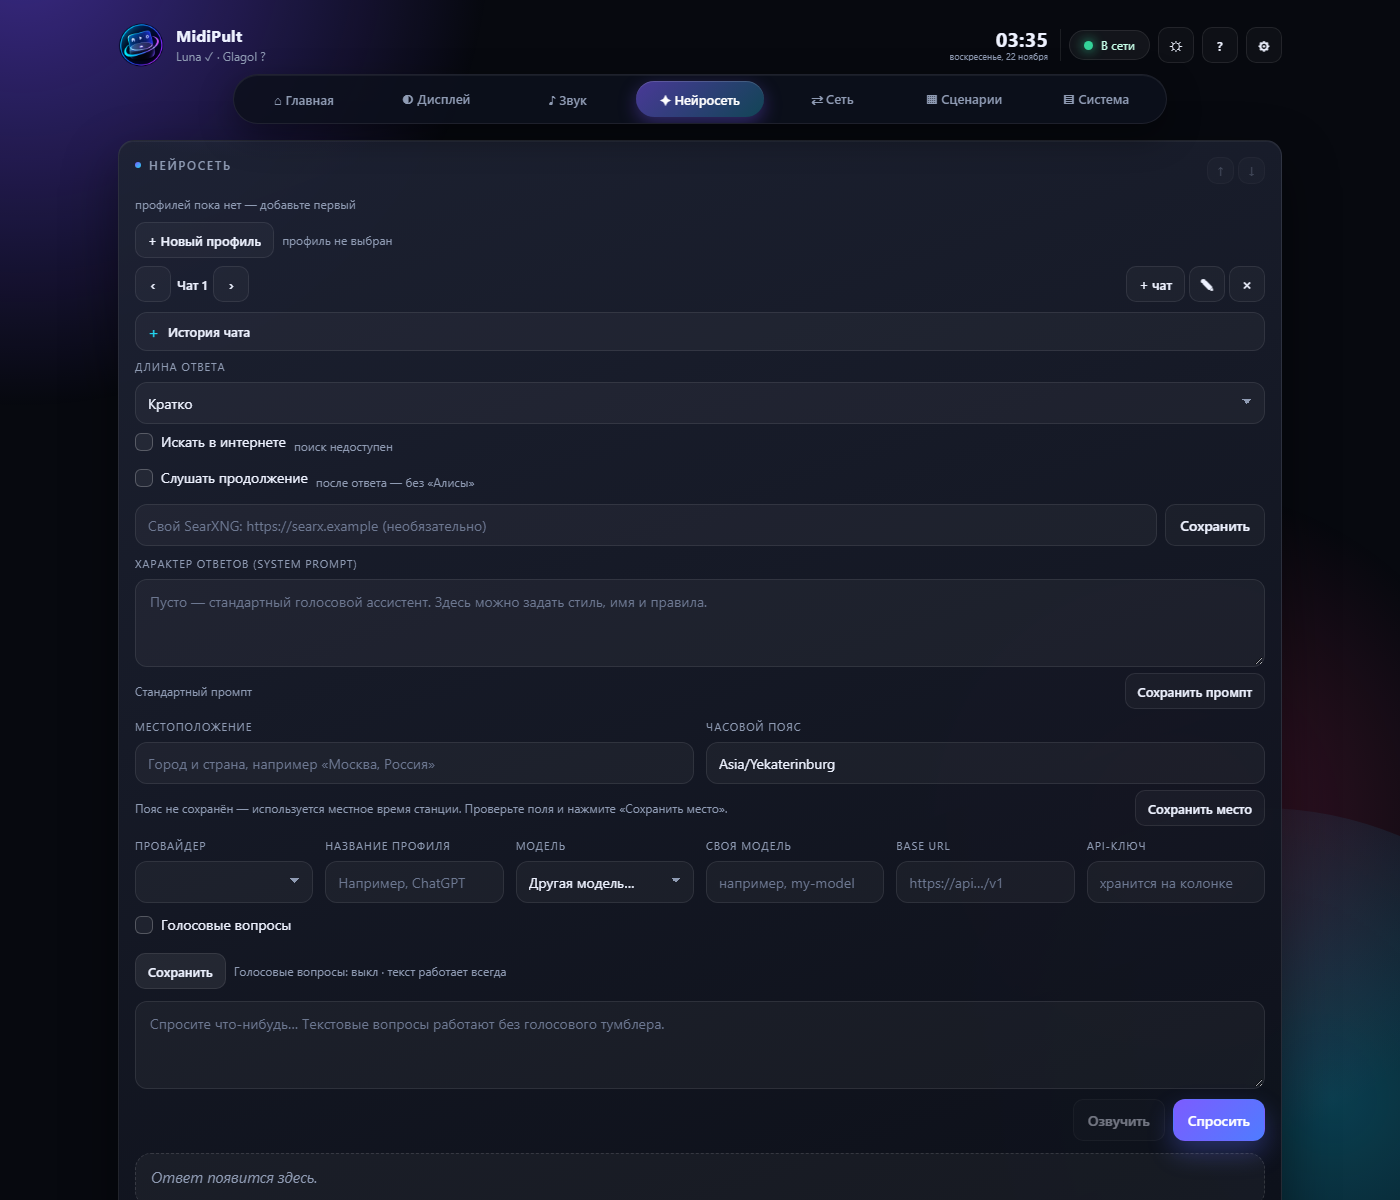 MidiPult
Luna ✓ · Glagol ?
03:35
воскресенье, 22 ноября
В сети
?
⌂ Главная
◐ Дисплей
♪ Звук
✦ Нейросеть
⇄ Сеть
▦ Сценарии
▤ Система
НЕЙРОСЕТЬ
↑ ↓
профилей пока нет — добавьте первый
+ Новый профиль
профиль не выбран
‹ Чат 1 ›
+ чат
×
+ История чата
ДЛИНА ОТВЕТА
Кратко
Искать в интернете поиск недоступен
Слушать продолжение после ответа — без «Алисы»
Свой SearXNG: https://searx.example (необязательно)
Сохранить
ХАРАКТЕР ОТВЕТОВ (SYSTEM PROMPT)
Пусто — стандартный голосовой ассистент. Здесь можно задать стиль, имя и правила.
Стандартный промпт
Сохранить промпт
МЕСТОПОЛОЖЕНИЕ
ЧАСОВОЙ ПОЯС
Город и страна, например «Москва, Россия»
Asia/Yekaterinburg
Пояс не сохранён — используется местное время станции. Проверьте поля и нажмите «Сохранить место».
Сохранить место
ПРОВАЙДЕР
НАЗВАНИЕ ПРОФИЛЯ
МОДЕЛЬ
СВОЯ МОДЕЛЬ
BASE URL
API-КЛЮЧ
Например, ChatGPT
Другая модель…
например, my-model
https://api…/v1
хранится на колонке
Голосовые вопросы
Сохранить
Голосовые вопросы: выкл · текст работает всегда
Спросите что-нибудь… Текстовые вопросы работают без голосового тумблера.
Озвучить
Спросить
Ответ появится здесь.